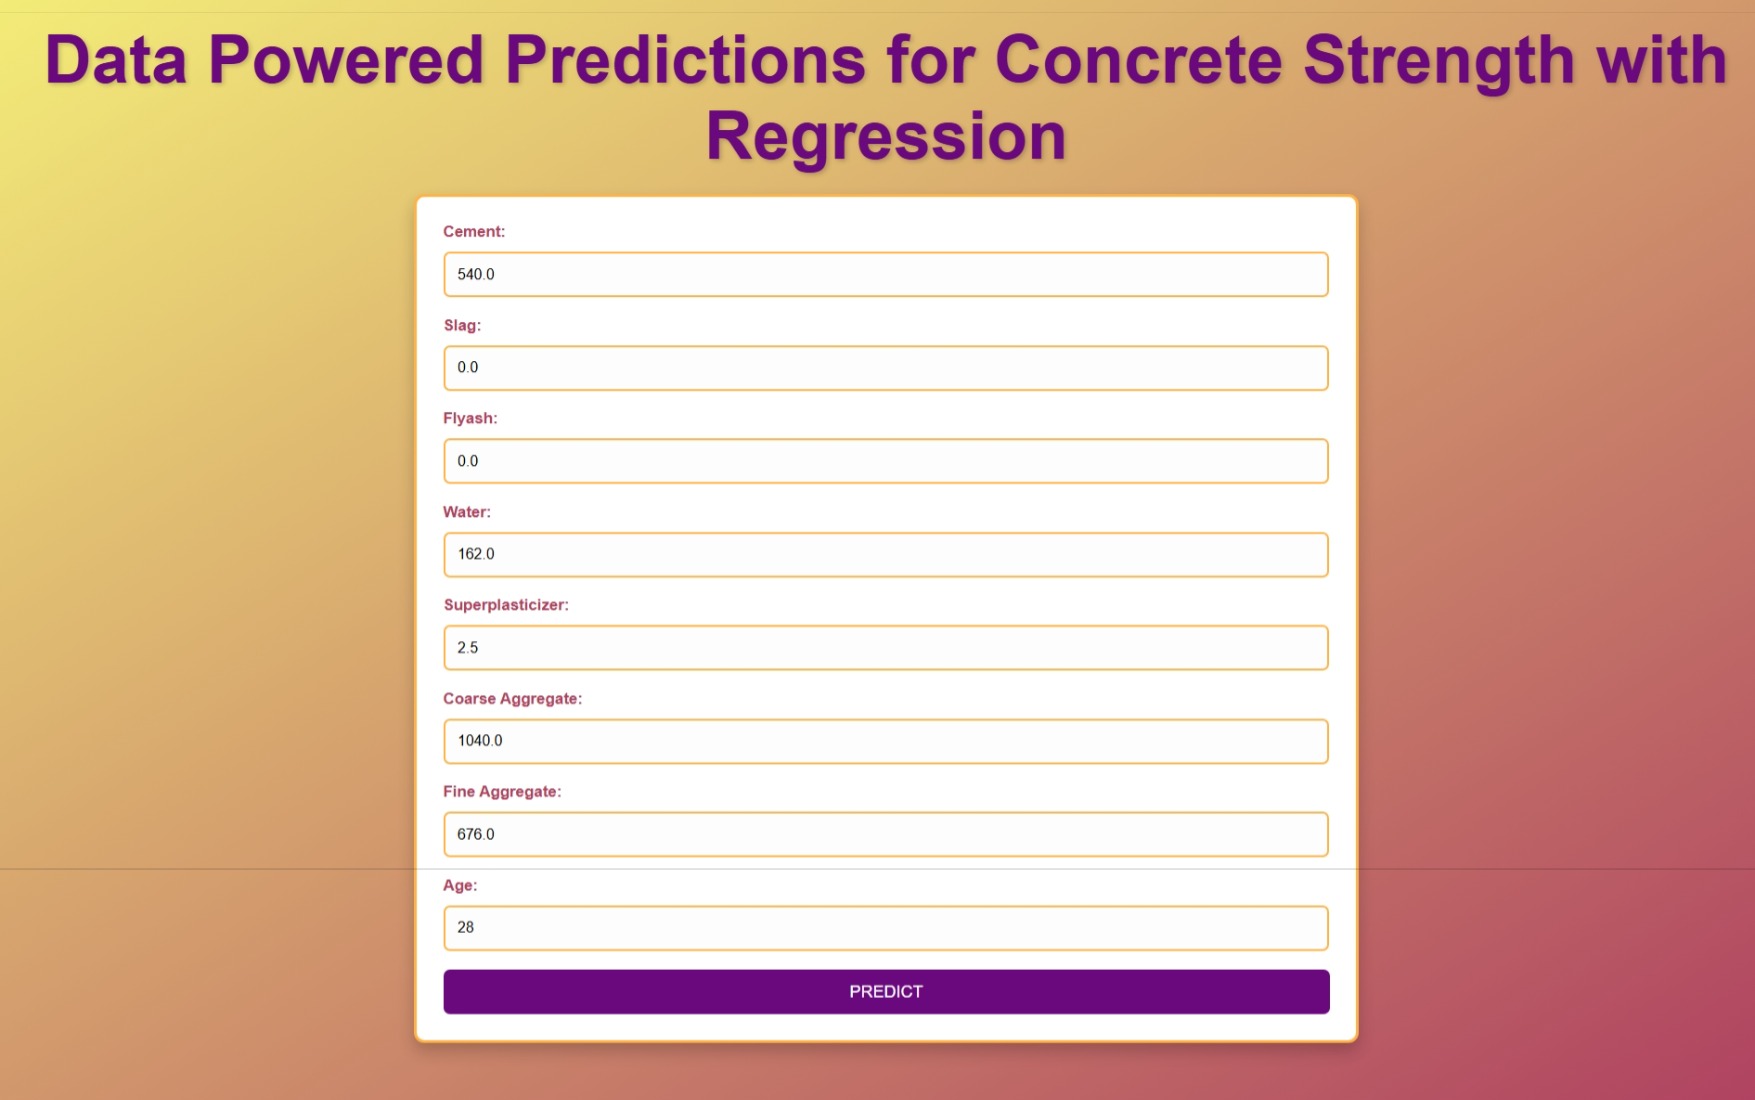 Data Powered Predictions for Concrete Strength with
Regression
Cement:
540.0
Slag:
0.0
Flyash:
0.0
Water:
162.0
Superplasticizer:
2.5
Coarse Aggregate:
1040.0
Fine Aggregate:
676.0
Age:
28
PREDICT